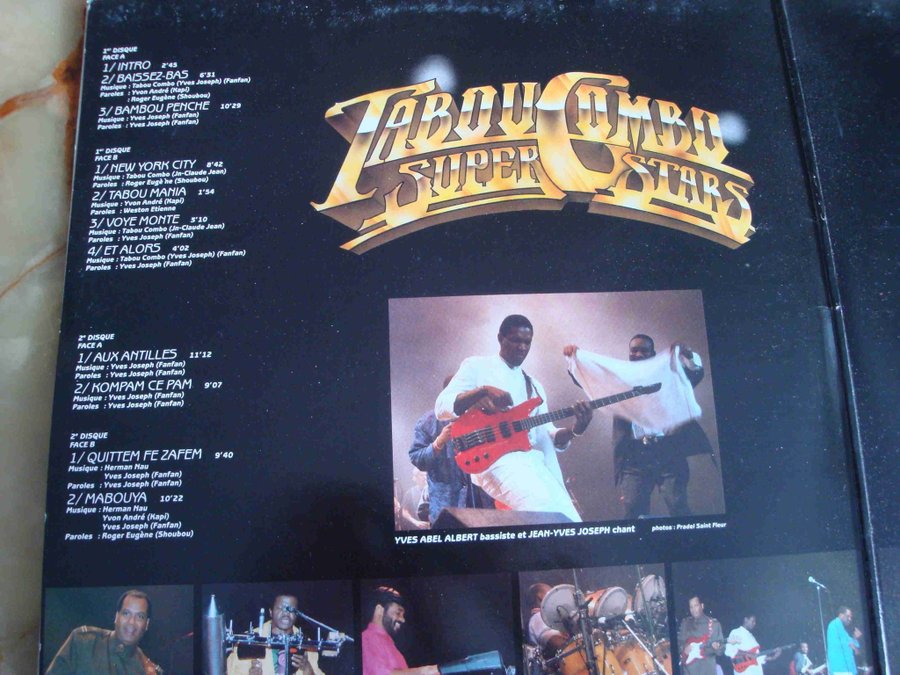 1er DISQUE
FACE A
1/ INTRO 2'45
2/ BAISSEZ-BAS 6'31
Musique : Tabou Combo (Yves Joseph) (Fanfan)
Paroles : Yvon André (Kapi)
: Roger Eugène (Shoubou)
3/ BAMBOU PENCHE 10'29
Musique : Yves Joseph (Fanfan)
Paroles : Yves Joseph (Fanfan)
1er DISQUE
FACE B
1/ NEW YORK CITY 8'42
Musique : Tabou Combo (Jn-Claude Jean)
Paroles : Roger Eugène (Shoubou)
2/ TABOU MANIA 1'54
Musique : Yvon André (Kapi)
Paroles : Weston Etienne
3/ VOYE MONTE 5'10
Musique : Tabou Combo (Jn-Claude Jean)
Paroles : Yves Joseph (Fanfan)
4/ ET ALORS 4'02
Musique : Tabou Combo (Yves Joseph) (Fanfan)
Paroles : Yves Joseph (Fanfan)
2e DISQUE
FACE A
1/ AUX ANTILLES 11'12
Musique : Yves Joseph (Fanfan)
Paroles : Yves Joseph (Fanfan)
2/ KOMPAM CE PAM 9'07
Musique : Yves Joseph (Fanfan)
Paroles : Yves Joseph (Fanfan)
2e DISQUE
FACE B
1/ QUITTEM FE ZAFEM 9'40
Musique : Herman Nau
Yves Joseph (Fanfan)
Paroles : Yves Joseph (Fanfan)
2/ MABOUYA 10'22
Musique : Herman Nau
Yvon André (Kapi)
Yves Joseph (Fanfan)
Paroles : Roger Eugène (Shoubou)
TABOU COMBO
SUPER STARS
YVES ABEL ALBERT bassiste et JEAN-YVES JOSEPH chant
photos : Pradel Saint Fleur